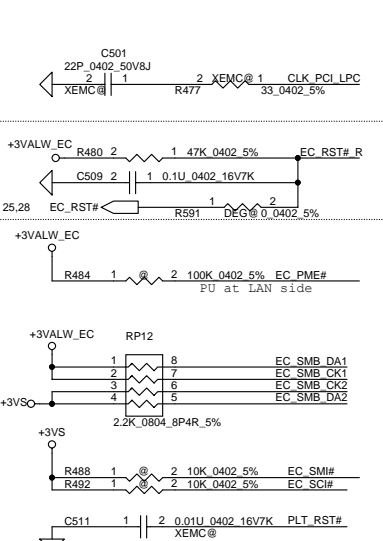 C501
22P_0402_50V8J
2 1 2 XEMC@ 1 CLK_PCI_LPC
XEMC@ R477 33_0402_5%
+3VALW_EC
R480 2 1 47K_0402_5% EC_RST#_R
C509 2 1 0.1U_0402_16V7K
25,28 EC_RST# 1 2
R591 DEG@ 0_0402_5%
+3VALW_EC
R484 1 @ 2 100K_0402_5% EC_PME#
PU at LAN side
+3VALW_EC RP12
1 8 EC_SMB_DA1
2 7 EC_SMB_CK1
3 6 EC_SMB_CK2
+3VS 4 5 EC_SMB_DA2
2.2K_0804_8P4R_5%
+3VS
R488 1 @ 2 10K_0402_5% EC_SMI#
R492 1 @ 2 10K_0402_5% EC_SCI#
C511 1 2 0.01U_0402_16V7K PLT_RST#
XEMC@